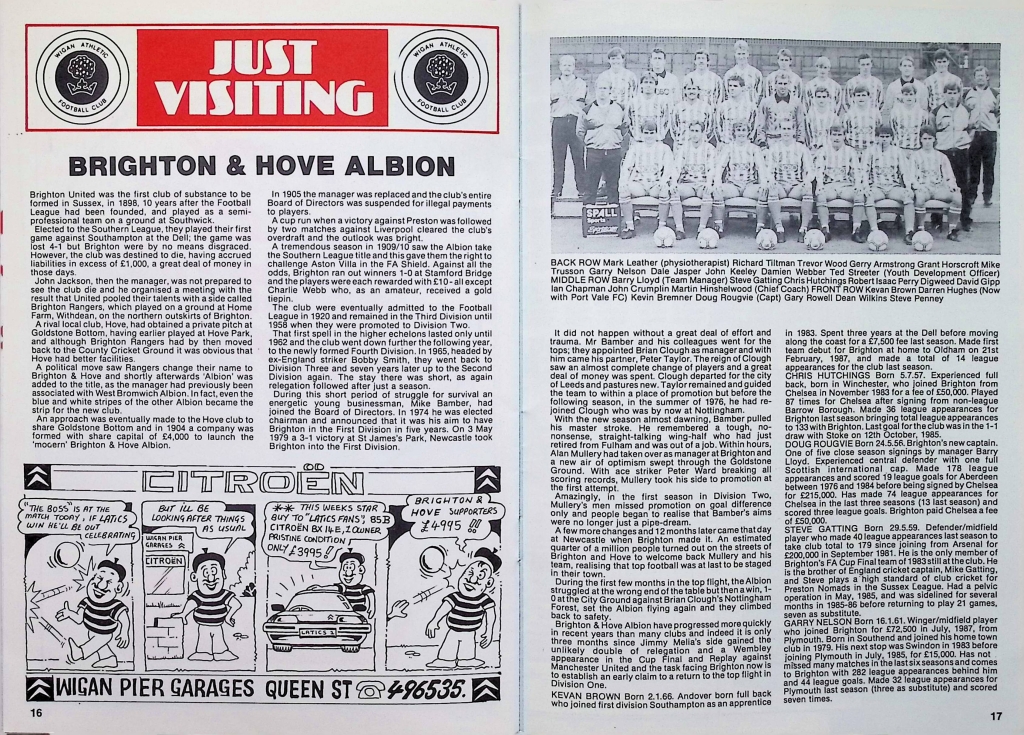 WIGAN ATHLETIC
FOOTBALL CLUB
JUST
VISITING
WIGAN ATHLETIC
FOOTBALL CLUB
BRIGHTON & HOVE ALBION
Brighton United was the first club of substance to be
formed in Sussex, in 1898, 10 years after the Football
League had been founded, and played as a semi-
professional team on a ground at Southwick.
Elected to the Southern League, they played their first
game against Southampton at the Dell; the game was
lost 4-1 but Brighton were by no means disgraced.
However, the club was destined to die, having accrued
liabilities in excess of £1,000, a great deal of money in
those days.
John Jackson, then the manager, was not prepared to
see the club die and he organised a meeting with the
result that United pooled their talents with a side called
Brighton Rangers, which played on a ground at Home
Farm, Withdean, on the northern outskirts of Brighton.
A rival local club, Hove, had obtained a private pitch at
Goldstone Bottom, having earlier played at Hove Park,
and although Brighton Rangers had by then moved
back to the County Cricket Ground it was obvious that
Hove had better facilities.
A political move saw Rangers change their name to
Brighton & Hove and shortly afterwards 'Albion' was
added to the title, as the manager had previously been
associated with West Bromwich Albion. In fact, even the
blue and white stripes of the other Albion became the
strip for the new club.
An approach was eventually made to the Hove club to
share Goldstone Bottom and in 1904 a company was
formed with share capital of £4,000 to launch the
'modern' Brighton & Hove Albion.
In 1905 the manager was replaced and the club's entire
Board of Directors was suspended for illegal payments
to players.
A cup run when a victory against Preston was followed
by two matches against Liverpool cleared the club's
overdraft and the outlook was bright.
A tremendous season in 1909/10 saw the Albion take
the Southern League title and this gave them the right to
challenge Aston Villa in the FA Shield. Against all the
odds, Brighton ran out winners 1-0 at Stamford Bridge
and the players were each rewarded with £10 - all except
Charlie Webb who, as an amateur, received a gold
tiepin.
The club were eventually admitted to the Football
League in 1920 and remained in the Third Division until
1958 when they were promoted to Division Two.
That first spell in the higher echelons lasted only until
1962 and the club went down further the following year,
to the newly formed Fourth Division. In 1965, headed by
ex-England striker Bobby Smith, they went back to
Division Three and seven years later up to the Second
Division again. The stay there was short, as again
relegation followed after just a season.
During this short period of struggle for survival an
energetic young businessman, Mike Bamber, had
joined the Board of Directors. In 1974 he was elected
chairman and announced that it was his aim to have
Brighton in the First Division in five years. On 3 May
1979 a 3-1 victory at St James's Park, Newcastle took
Brighton into the First Division.
CITROËN
"THE BOSS" IS AT THE
MATCH TODAY, IF LATICS
WIN HE'LL BE OUT
CELEBRATING
BUT I'LL BE
LOOKING AFTER THINGS
AS USUAL
WIGAN PIER
GARAGES
CITROËN
** THIS WEEKS STAR
BUY TO "LATICS FANS", 85B
CITROËN BX 16 E, 1 OWNER
PRISTINE CONDITION
ONLY £3995!!
LATICS 2
BRIGHTON &
HOVE SUPPORTERS
£4995!!
WIGAN PIER GARAGES QUEEN ST ☎ 496535.
16
SPALL
BACK ROW Mark Leather (physiotherapist) Richard Tiltman Trevor Wood Gerry Armstrong Grant Horscroft Mike
Trusson Garry Nelson Dale Jasper John Keeley Damien Webber Ted Streeter (Youth Development Officer)
MIDDLE ROW Barry Lloyd (Team Manager) Steve Gatting Chris Hutchings Robert Isaac Perry Digweed David Gipp
Ian Chapman John Crumplin Martin Hinshelwood (Chief Coach) FRONT ROW Kevan Brown Darren Hughes (Now
with Port Vale FC) Kevin Bremner Doug Rougvie (Capt) Gary Rowell Dean Wilkins Steve Penney
It did not happen without a great deal of effort and
trauma. Mr Bamber and his colleagues went for the
tops; they appointed Brian Clough as manager and with
him came his partner, Peter Taylor. The reign of Clough
saw an almost complete change of players and a great
deal of money was spent. Clough departed for the city
of Leeds and pastures new. Taylor remained and guided
the team to within a place of promotion but before the
following season, in the summer of 1976, he had re-
joined Clough who was by now at Nottingham.
With the new season almost dawning, Bamber pulled
his master stroke. He remembered a tough, no-
nonsense, straight-talking wing-half who had just
retired from Fulham and was out of a job. Within hours,
Alan Mullery had taken over as manager at Brighton and
a new air of optimism swept through the Goldstone
Ground. With ace striker Peter Ward breaking all
scoring records, Mullery took his side to promotion at
the first attempt.
Amazingly, in the first season in Division Two,
Mullery's men missed promotion on goal difference
only and people began to realise that Bamber's aims
were no longer just a pipe-dream.
A few more changes and 12 months later came that day
at Newcastle when Brighton made it. An estimated
quarter of a million people turned out on the streets of
Brighton and Hove to welcome back Mullery and his
team, realising that top football was at last to be staged
in their town.
During the first few months in the top flight, the Albion
struggled at the wrong end of the table but then a win, 1-
0 at the City Ground against Brian Clough's Nottingham
Forest, set the Albion flying again and they climbed
back to safety.
Brighton & Hove Albion have progressed more quickly
in recent years than many clubs and indeed it is only
three months since Jimmy Melia's side gained the
unlikely double of relegation and a Wembley
appearance in the Cup Final and Replay against
Manchester United and the task facing Brighton now is
to establish an early claim to a return to the top flight in
Division One.
KEVAN BROWN Born 2.1.66. Andover born full back
who joined first division Southampton as an apprentice
in 1983. Spent three years at the Dell before moving
along the coast for a £7,500 fee last season. Made first
team debut for Brighton at home to Oldham on 21st
February, 1987, and made a total of 14 league
appearances for the club last season.
CHRIS HUTCHINGS Born 5.7.57. Experienced full
back, born in Winchester, who joined Brighton from
Chelsea in November 1983 for a fee of £50,000. Played
87 times for Chelsea after signing from non-league
Barrow Borough. Made 36 league appearances for
Brighton last season bringing total league appearances
to 133 with Brighton. Last goal for the club was in the 1-1
draw with Stoke on 12th October, 1985.
DOUG ROUGVIE Born 24.5.56. Brighton's new captain.
One of five close season signings by manager Barry
Lloyd. Experienced central defender with one full
Scottish international cap. Made 178 league
appearances and scored 19 league goals for Aberdeen
between 1976 and 1984 before being signed by Chelsea
for £215,000. Has made 74 league appearances for
Chelsea in the last three seasons (13 last season) and
scored three league goals. Brighton paid Chelsea a fee
of £50,000.
STEVE GATTING Born 29.5.59. Defender/midfield
player who made 40 league appearances last season to
take club total to 179 since joining from Arsenal for
£200,000 in September 1981. He is the only member of
Brighton's FA Cup Final team of 1983 still at the club. He
is the brother of England cricket captain, Mike Gatting,
and Steve plays a high standard of club cricket for
Preston Nomads in the Sussex League. Had a pelvic
operation in May, 1985, and was sidelined for several
months in 1985-86 before returning to play 21 games,
seven as substitute.
GARRY NELSON Born 16.1.61. Winger/midfield player
who joined Brighton for £72,500 in July, 1987, from
Plymouth. Born in Southend and joined his home town
club in 1979. His next stop was Swindon in 1983 before
joining Plymouth in July, 1985, for £15,000. Has not
missed many matches in the last six seasons and comes
to Brighton with 282 league appearances behind him
and 44 league goals. Made 32 league appearances for
Plymouth last season (three as substitute) and scored
seven times.
17